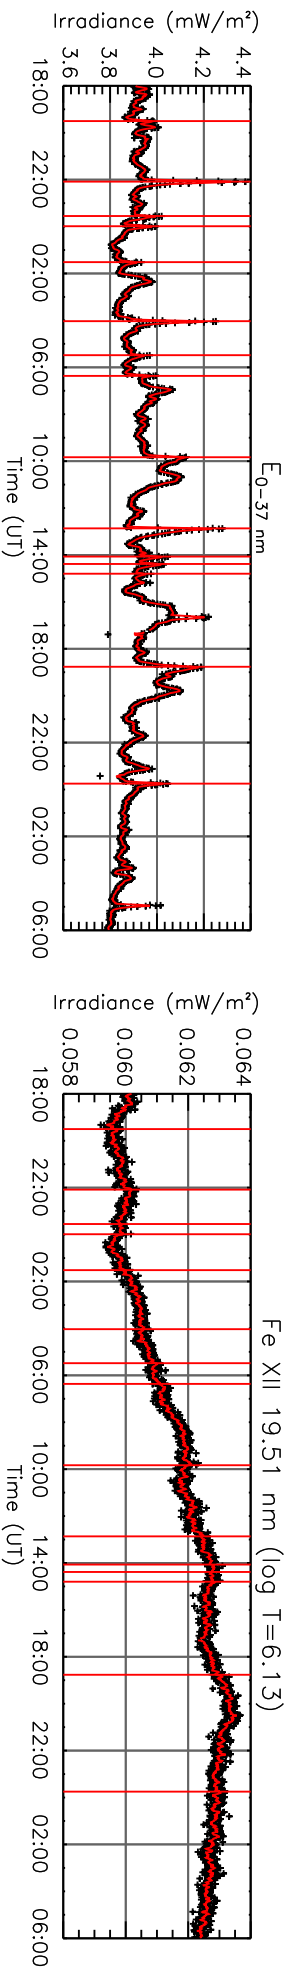 E0-37 nm
Irradiance (mW/m²)
4.4
4.2
4.0
3.8
3.6
18:00 22:00 02:00 06:00 10:00 14:00 18:00 22:00 02:00 06:00
Time (UT)
Fe XII 19.51 nm (log T=6.13)
Irradiance (mW/m²)
0.064
0.062
0.060
0.058
18:00 22:00 02:00 06:00 10:00 14:00 18:00 22:00 02:00 06:00
Time (UT)